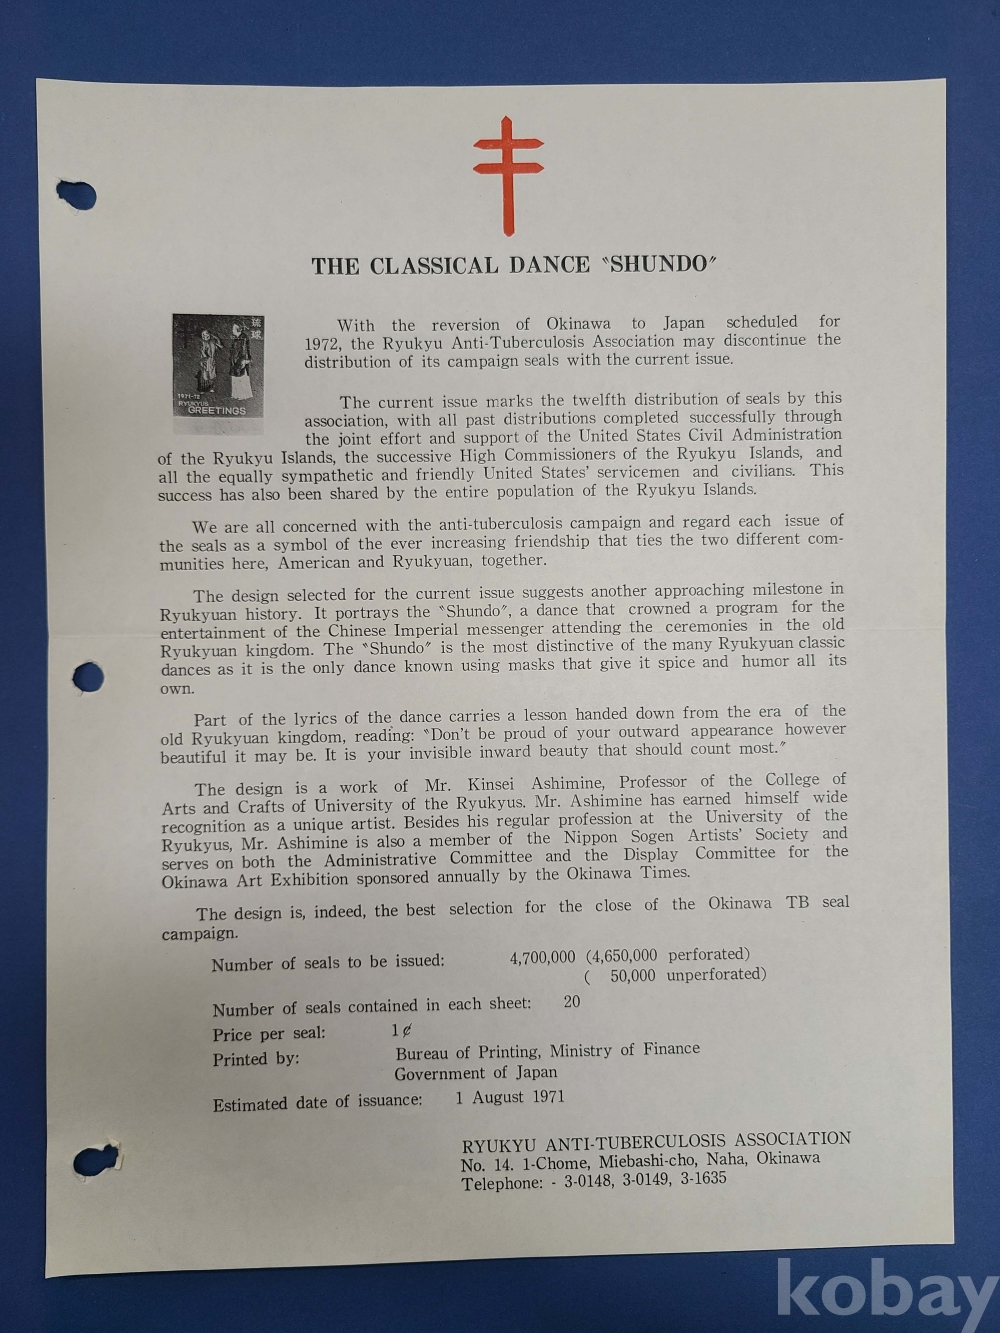 THE CLASSICAL DANCE "SHUNDO"
琉球
1971-72
RYUKYUS
GREETINGS
With the reversion of Okinawa to Japan scheduled for
1972, the Ryukyu Anti-Tuberculosis Association may discontinue the
distribution of its campaign seals with the current issue.
The current issue marks the twelfth distribution of seals by this
association, with all past distributions completed successfully through
the joint effort and support of the United States Civil Administration
of the Ryukyu Islands, the successive High Commissioners of the Ryukyu Islands, and
all the equally sympathetic and friendly United States' servicemen and civilians. This
success has also been shared by the entire population of the Ryukyu Islands.
We are all concerned with the anti-tuberculosis campaign and regard each issue of
the seals as a symbol of the ever increasing friendship that ties the two different com-
munities here, American and Ryukyuan, together.
The design selected for the current issue suggests another approaching milestone in
Ryukyuan history. It portrays the "Shundo", a dance that crowned a program for the
entertainment of the Chinese Imperial messenger attending the ceremonies in the old
Ryukyuan kingdom. The "Shundo" is the most distinctive of the many Ryukyuan classic
dances as it is the only dance known using masks that give it spice and humor all its
own.
Part of the lyrics of the dance carries a lesson handed down from the era of the
old Ryukyuan kingdom, reading: "Don't be proud of your outward appearance however
beautiful it may be. It is your invisible inward beauty that should count most."
The design is a work of Mr. Kinsei Ashimine, Professor of the College of
Arts and Crafts of University of the Ryukyus. Mr. Ashimine has earned himself wide
recognition as a unique artist. Besides his regular profession at the University of the
Ryukyus, Mr. Ashimine is also a member of the Nippon Sogen Artists' Society and
serves on both the Administrative Committee and the Display Committee for the
Okinawa Art Exhibition sponsored annually by the Okinawa Times.
The design is, indeed, the best selection for the close of the Okinawa TB seal
campaign.
Number of seals to be issued: 4,700,000 (4,650,000 perforated)
( 50,000 unperforated)
Number of seals contained in each sheet: 20
Price per seal: 1¢
Printed by: Bureau of Printing, Ministry of Finance
Government of Japan
Estimated date of issuance: 1 August 1971
RYUKYU ANTI-TUBERCULOSIS ASSOCIATION
No. 14. 1-Chome, Miebashi-cho, Naha, Okinawa
Telephone: - 3-0148, 3-0149, 3-1635
kobay